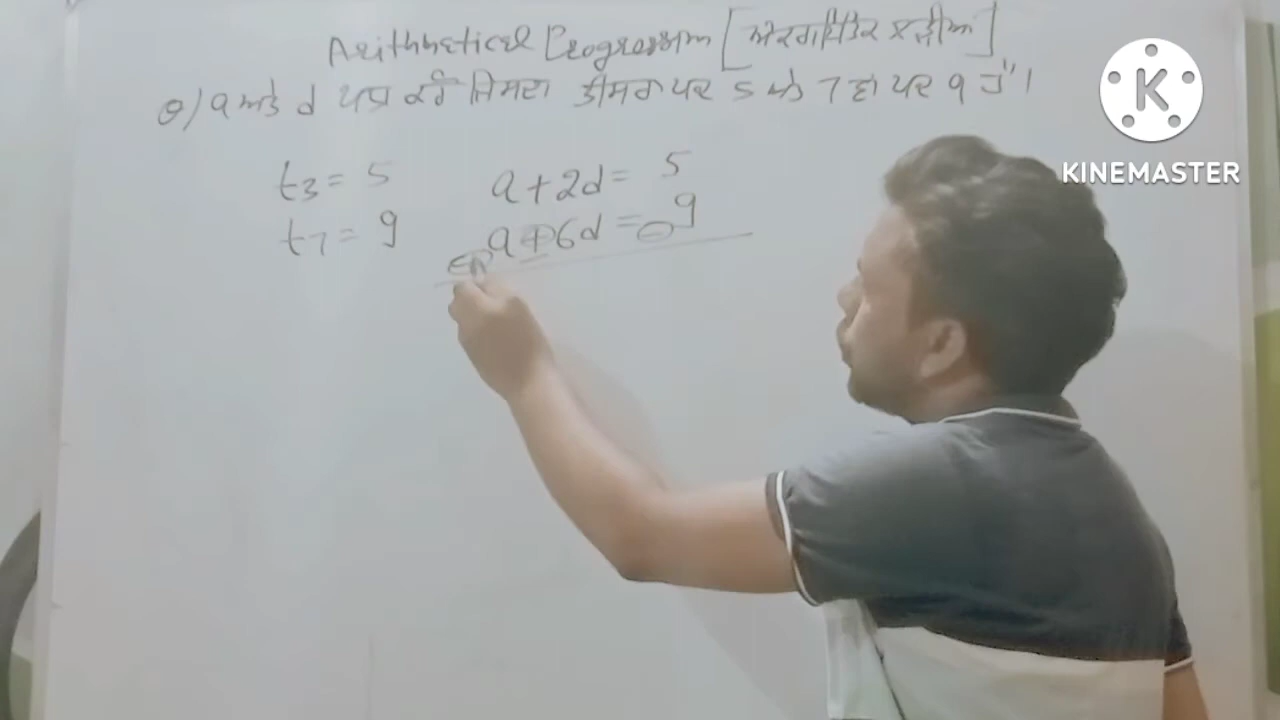 Arithmetical Progression [ਅੰਕਗਣਿਤਕ ਲੜੀਆਂ]
Q) a ਅਤੇ d ਪਤਾ ਕਰੋ ਜਿਸਦਾ ਤੀਸਰਾ ਪਦ 5 ਅਤੇ 7ਵਾਂ ਪਦ 9 ਹੈ।
t3 = 5 a + 2d = 5
t7 = 9 a + 6d = 9
KINEMASTER